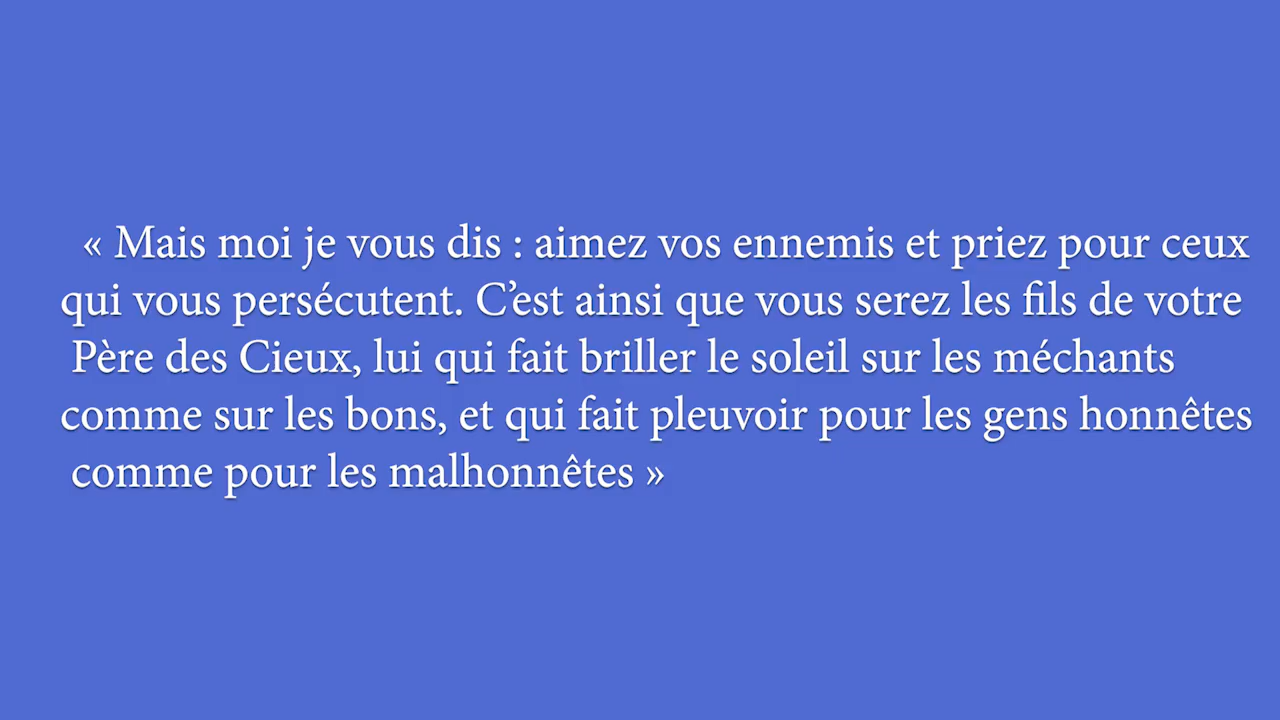 « Mais moi je vous dis : aimez vos ennemis et priez pour ceux
qui vous persécutent. C’est ainsi que vous serez les fils de votre
Père des Cieux, lui qui fait briller le soleil sur les méchants
comme sur les bons, et qui fait pleuvoir pour les gens honnêtes
comme pour les malhonnêtes »